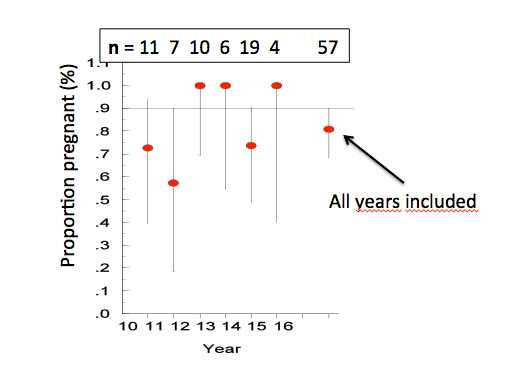 n = 11 7 10 6 19 4 57
1.1
1.0
.9
.8
.7
.6
.5
.4
.3
.2
.1
.0
Proportion pregnant (%)
All years included
10 11 12 13 14 15 16
Year